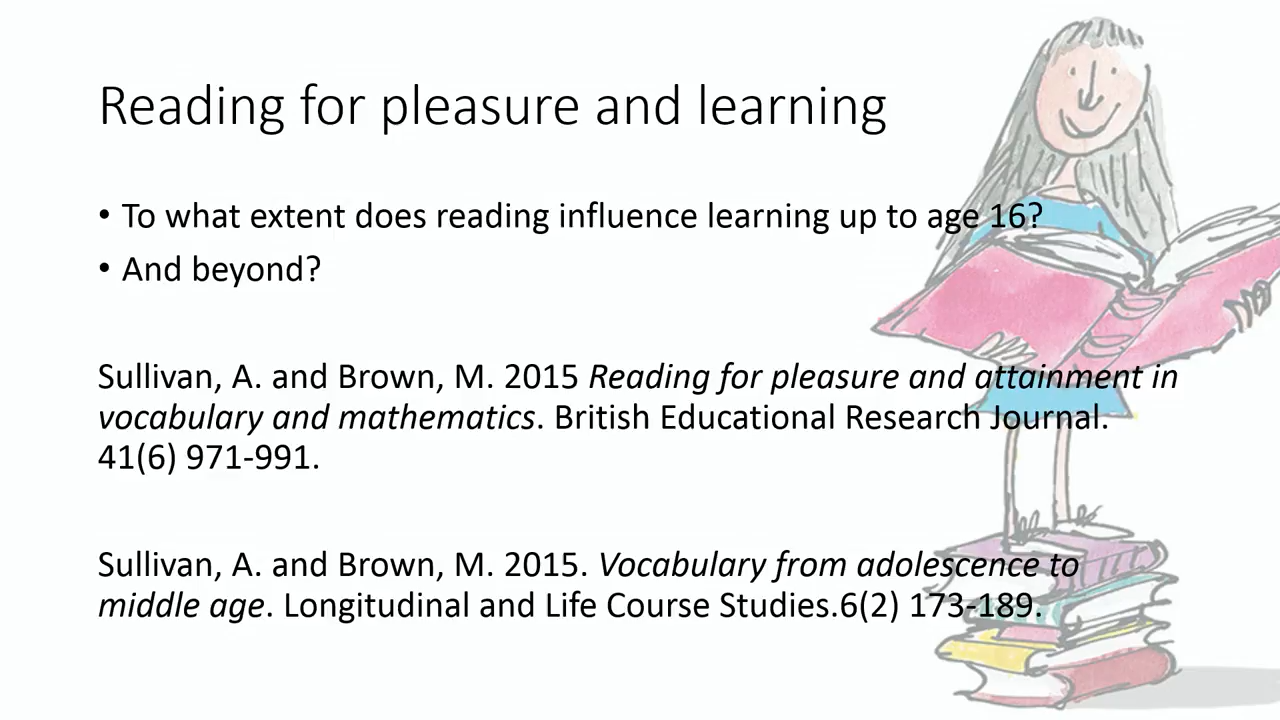 Reading for pleasure and learning
• To what extent does reading influence learning up to age 16?
• And beyond?
Sullivan, A. and Brown, M. 2015 Reading for pleasure and attainment in
vocabulary and mathematics. British Educational Research Journal.
41(6) 971-991.
Sullivan, A. and Brown, M. 2015. Vocabulary from adolescence to
middle age. Longitudinal and Life Course Studies.6(2) 173-189.